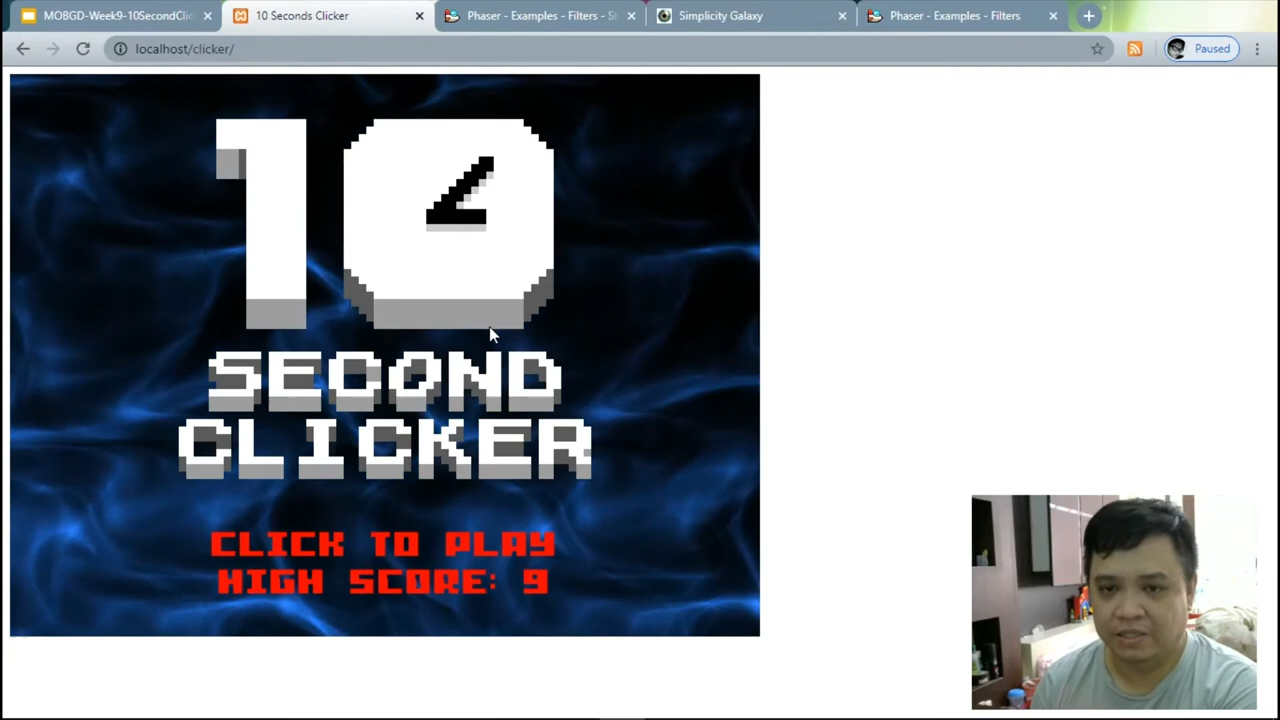 MOBGD-Week9-10SecondClic
10 Seconds Clicker
Phaser - Examples - Filters - St
Simplicity Galaxy
Phaser - Examples - Filters
localhost/clicker/
Paused
10
SECOND
CLICKER
CLICK TO PLAY
HIGH SCORE: 9